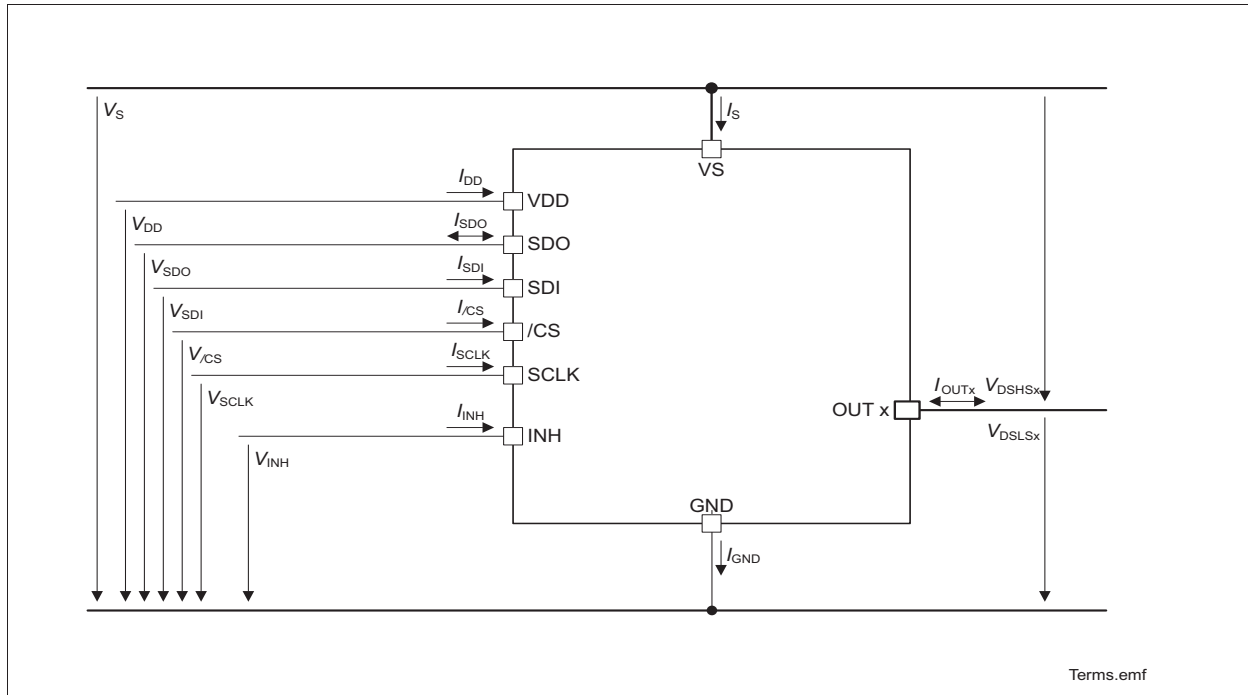 VS
IS
VS
IDD
VDD
VDD
ISDO
SDO
VSDO
ISDI
SDI
VSDI
I/CS
/CS
V/CS
ISCLK
SCLK
VSCLK
IOUTx
VDSHSx
OUT x
IINH
INH
VDSLSx
VINH
GND
IGND
Terms.emf